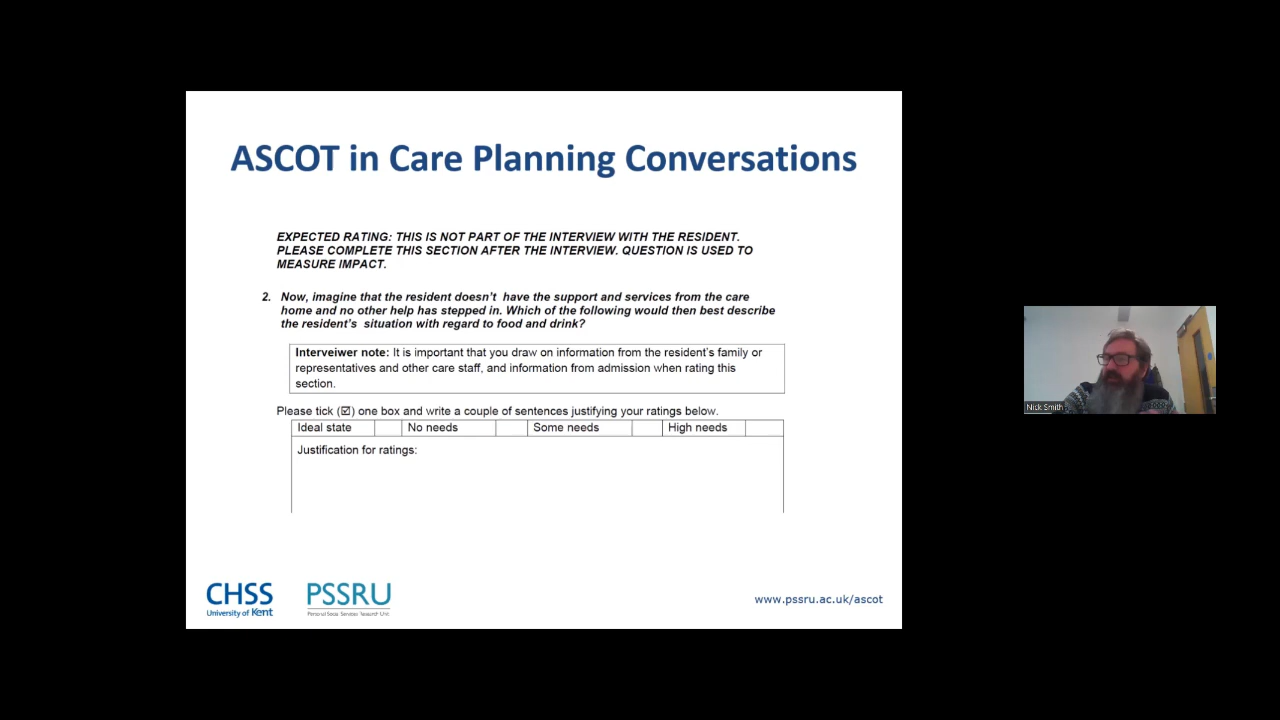 ASCOT in Care Planning Conversations
EXPECTED RATING: THIS IS NOT PART OF THE INTERVIEW WITH THE RESIDENT.
PLEASE COMPLETE THIS SECTION AFTER THE INTERVIEW. QUESTION IS USED TO
MEASURE IMPACT.
2. Now, imagine that the resident doesn't have the support and services from the care
home and no other help has stepped in. Which of the following would then best describe
the resident's situation with regard to food and drink?
Interveiwer note: It is important that you draw on information from the resident's family or
representatives and other care staff, and information from admission when rating this
section.
Please tick (☑) one box and write a couple of sentences justifying your ratings below.
Ideal state No needs Some needs High needs
Justification for ratings:
CHSS
University of Kent
PSSRU
Personal Social Services Research Unit
www.pssru.ac.uk/ascot
Nick Smith